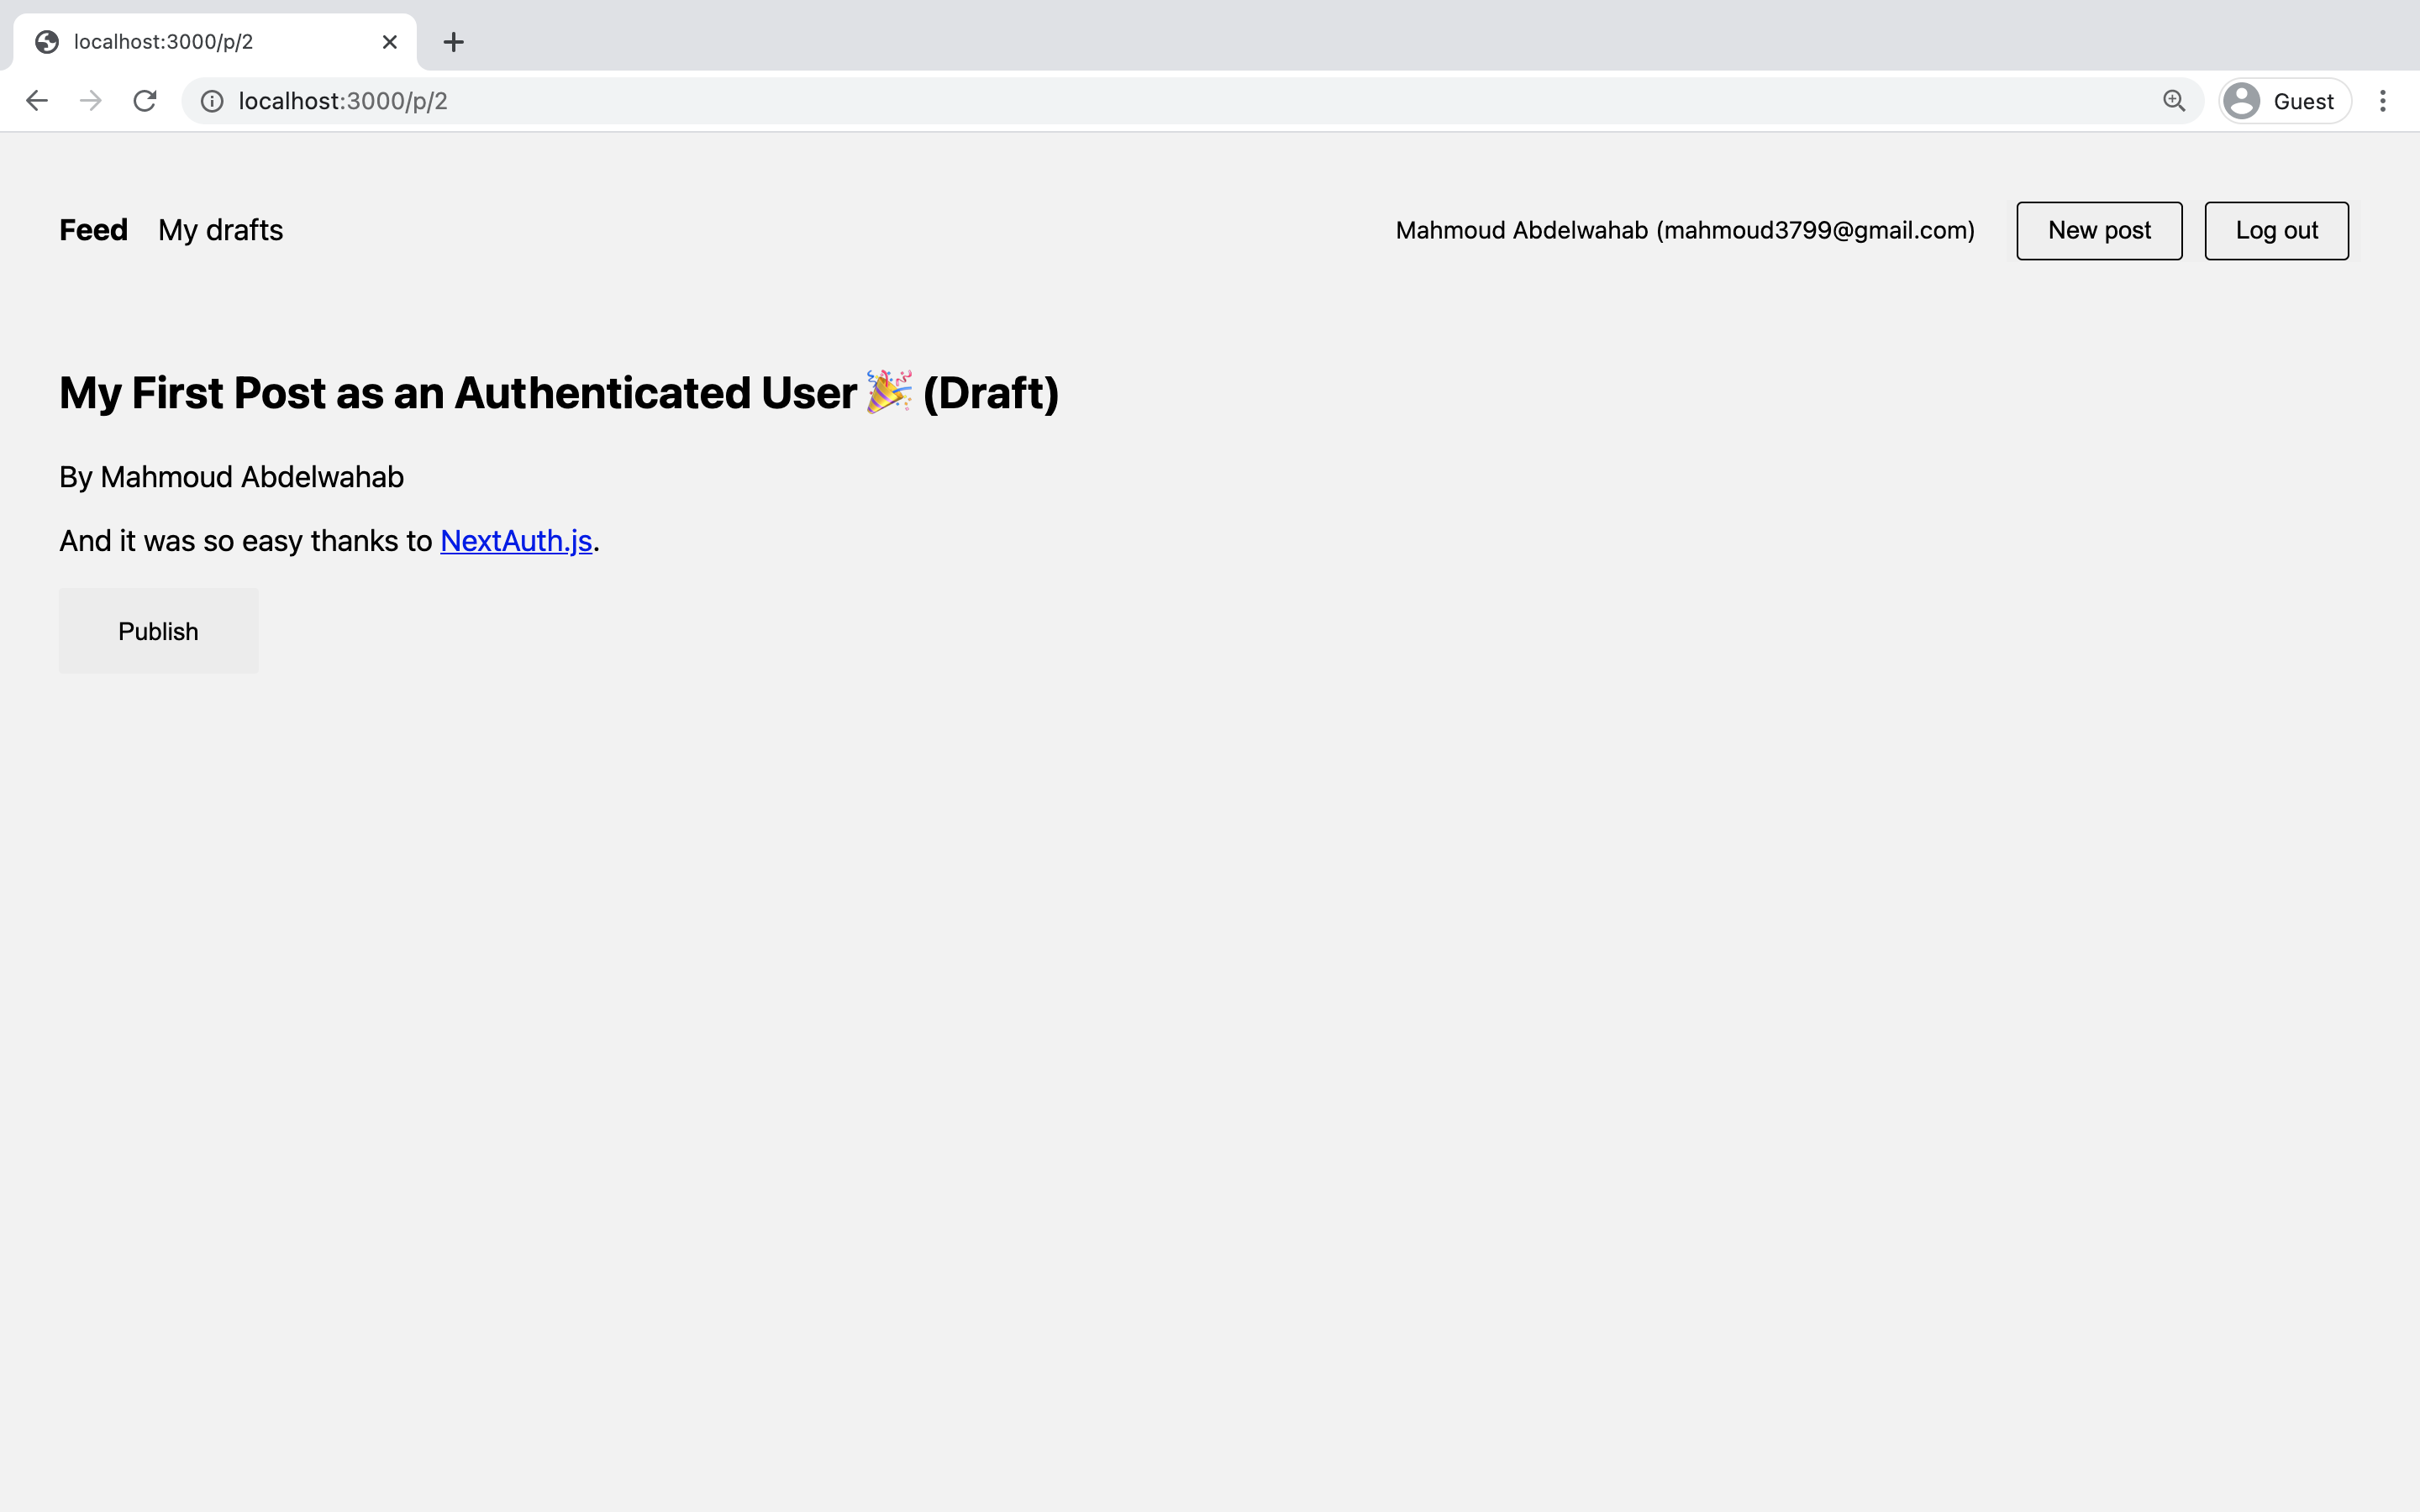 localhost:3000/p/2
localhost:3000/p/2
Guest
Feed My drafts Mahmoud Abdelwahab (mahmoud3799@gmail.com) New post Log out
My First Post as an Authenticated User 🎉 (Draft)
By Mahmoud Abdelwahab
And it was so easy thanks to NextAuth.js.
Publish